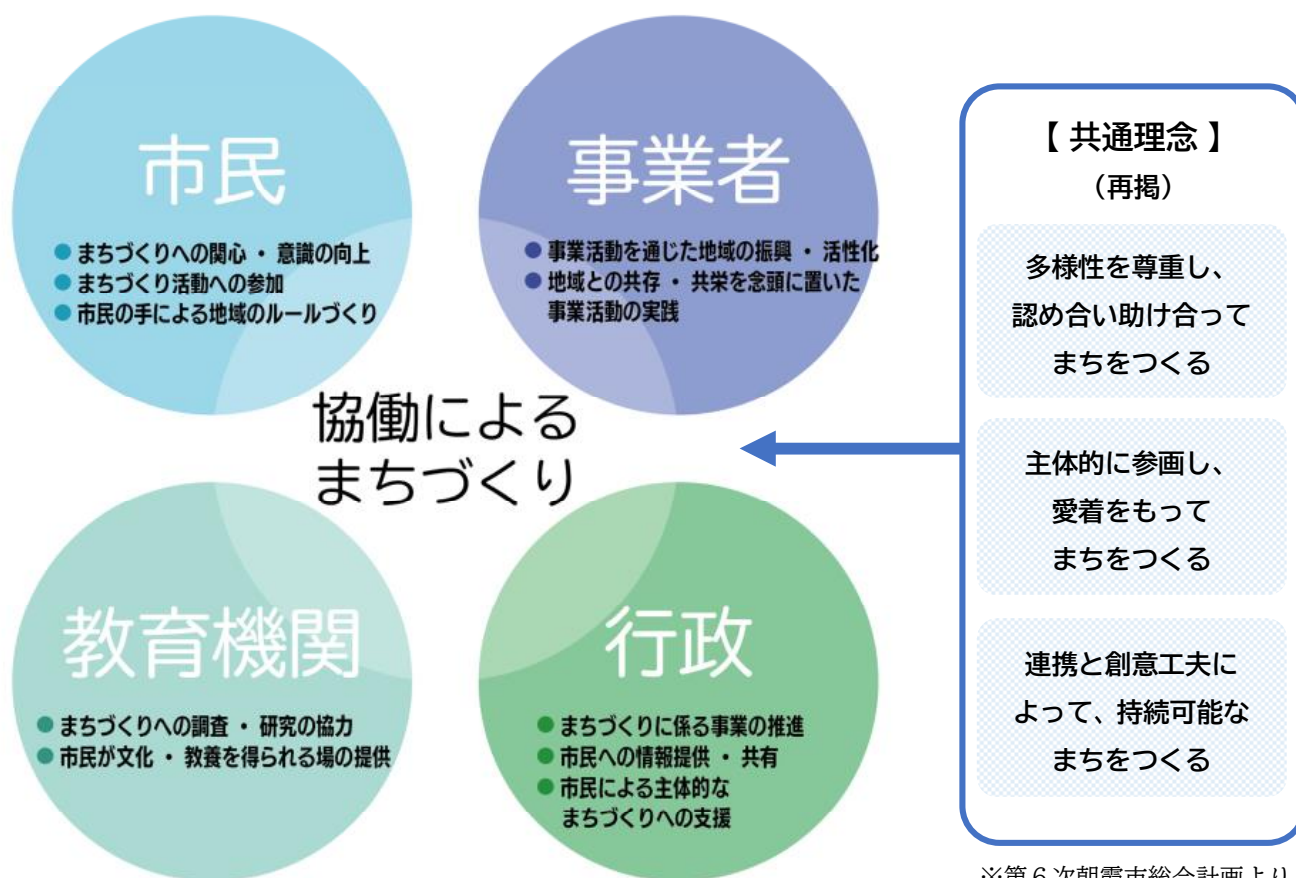 市民
● まちづくりへの関心 ・ 意識の向上
● まちづくり活動への参加
● 市民の手による地域のルールづくり
事業者
● 事業活動を通じた地域の振興 ・ 活性化
● 地域との共存 ・ 共栄を念頭に置いた
事業活動の実践
協働による
まちづくり
教育機関
● まちづくりへの調査 ・ 研究の協力
● 市民が文化 ・ 教養を得られる場の提供
行政
● まちづくりに係る事業の推進
● 市民への情報提供 ・ 共有
● 市民による主体的な
まちづくりへの支援
【 共通理念 】
（再掲）
多様性を尊重し、
認め合い助け合って
まちをつくる
主体的に参画し、
愛着をもって
まちをつくる
連携と創意工夫に
よって、持続可能な
まちをつくる
※第６次朝霞市総合計画より